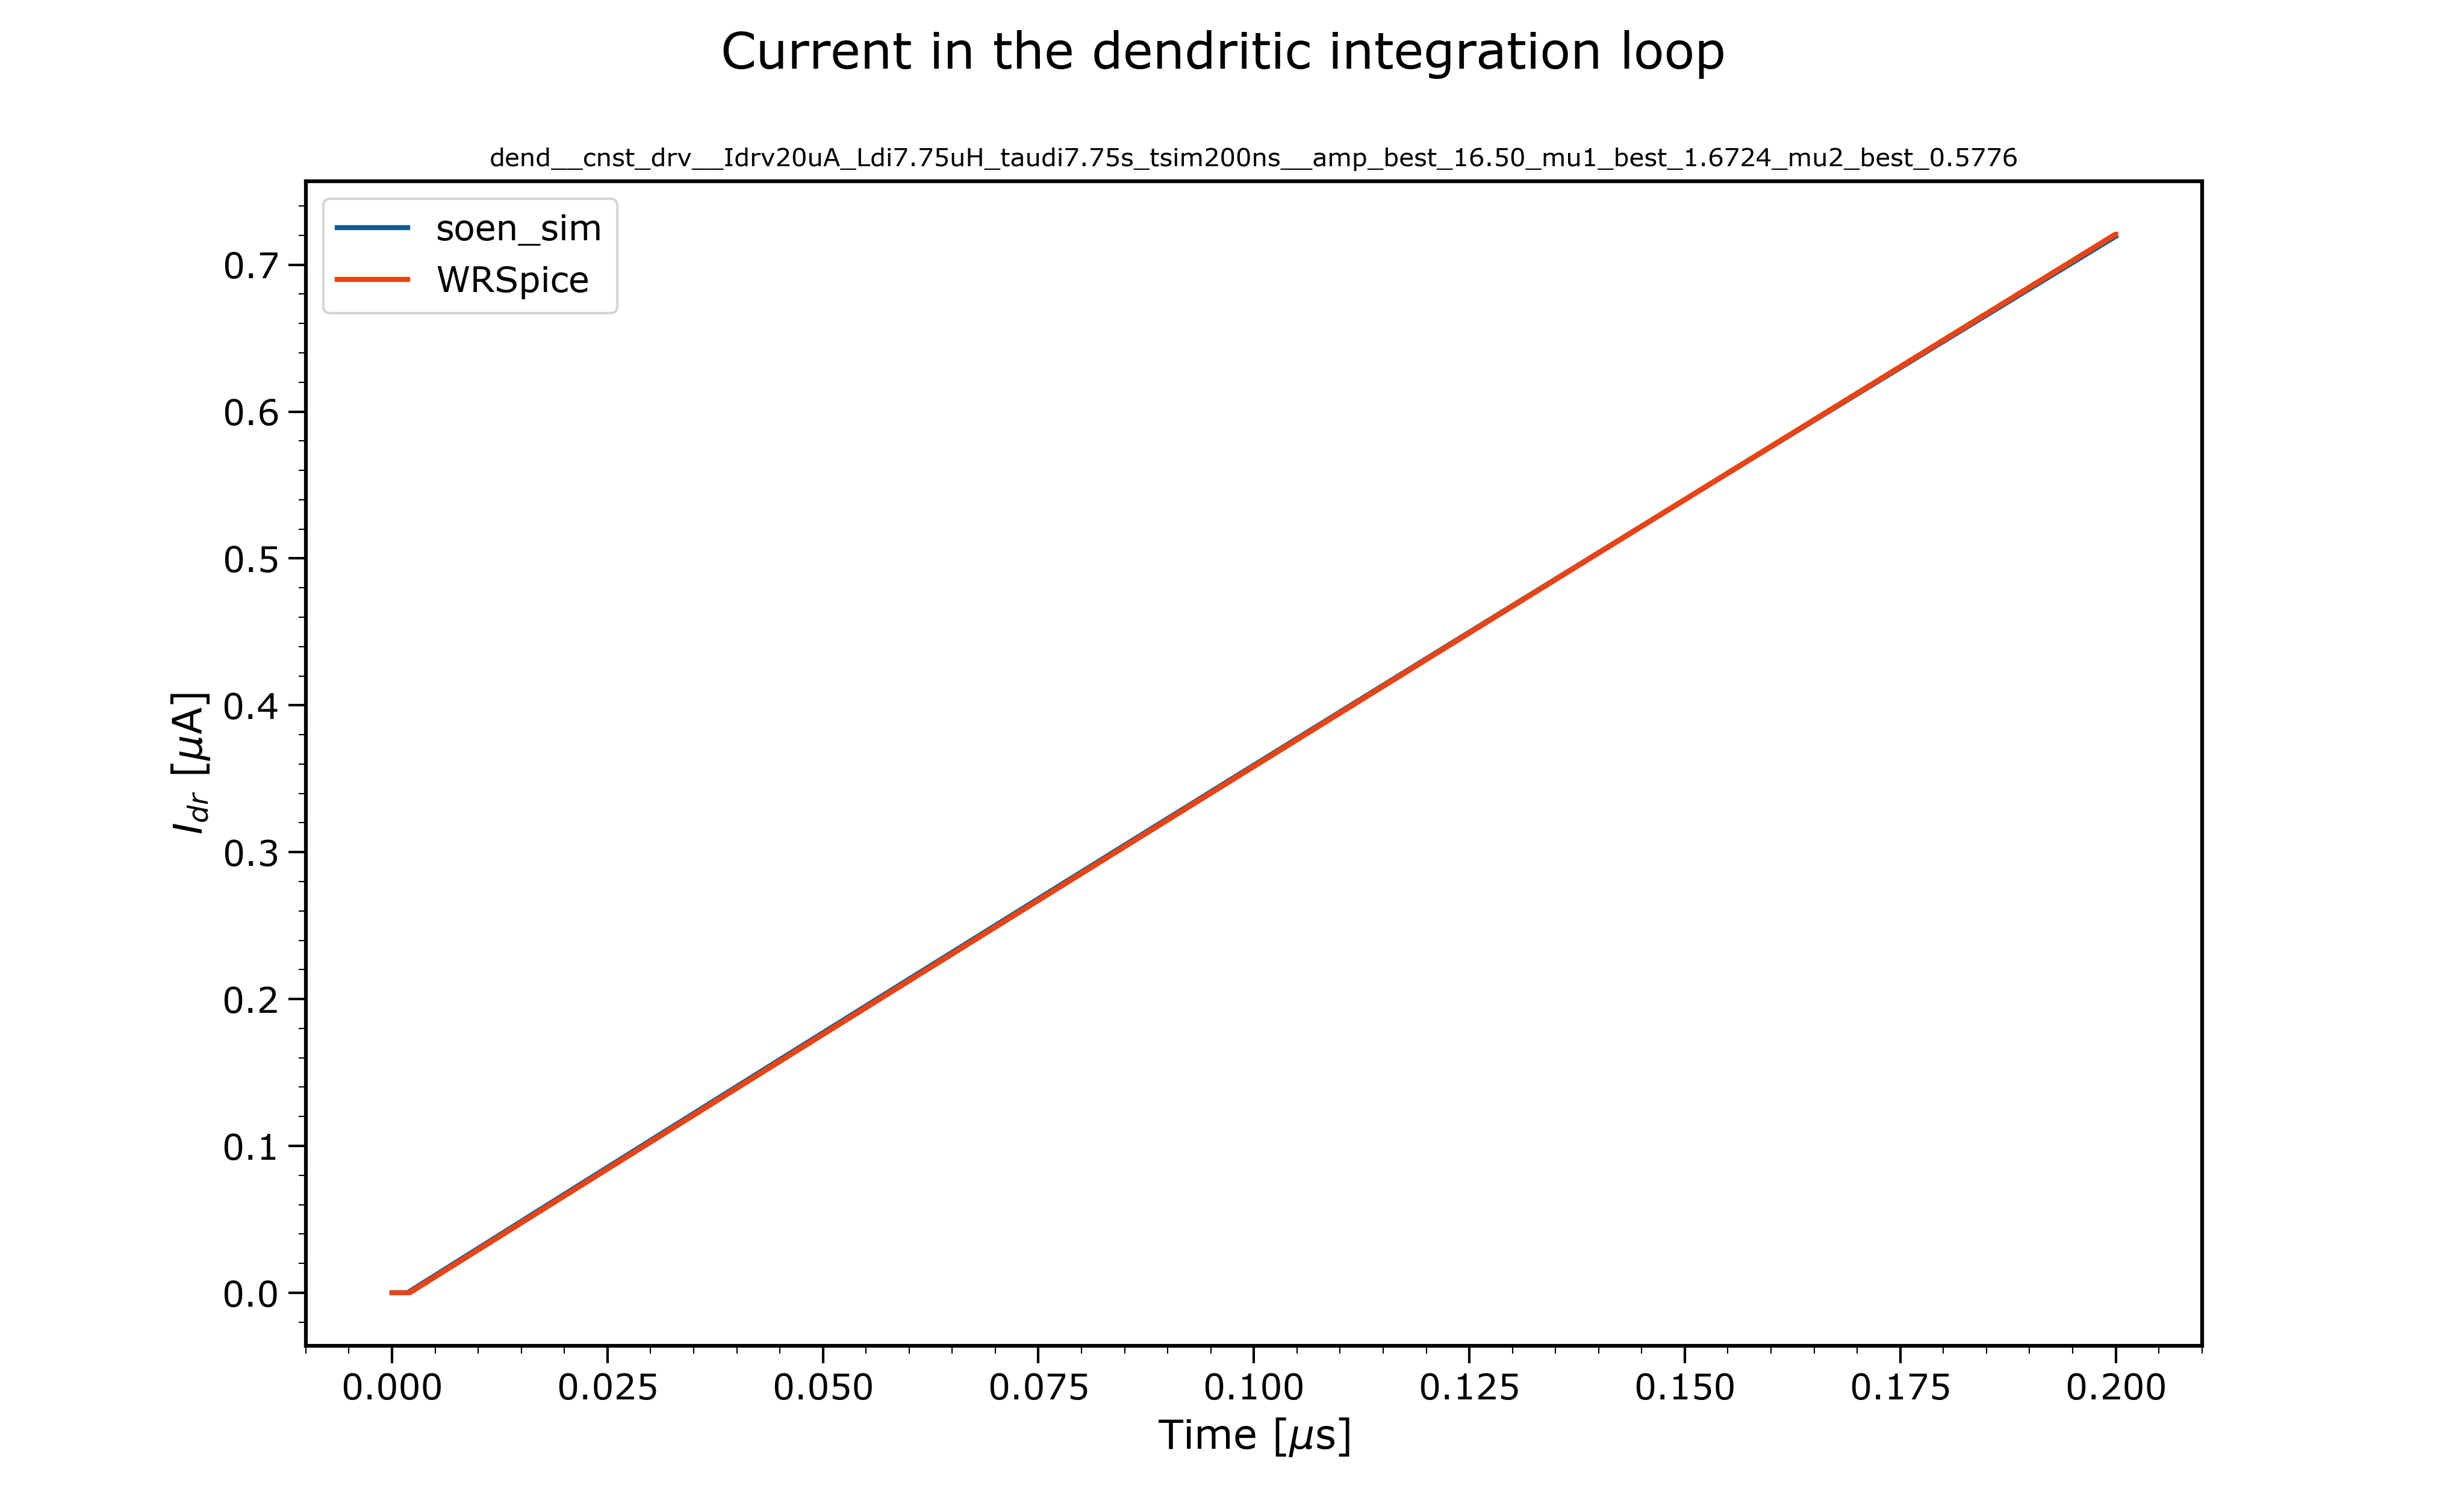 Current in the dendritic integration loop
dend__cnst_drv__Idrv20uA_Ldi7.75uH_taudi7.75s_tsim200ns__amp_best_16.50_mu1_best_1.6724_mu2_best_0.5776
soen_sim
WRSpice
0.7
0.6
0.5
0.4
0.3
0.2
0.1
0.0
I_dr [μA]
0.000 0.025 0.050 0.075 0.100 0.125 0.150 0.175 0.200
Time [μs]